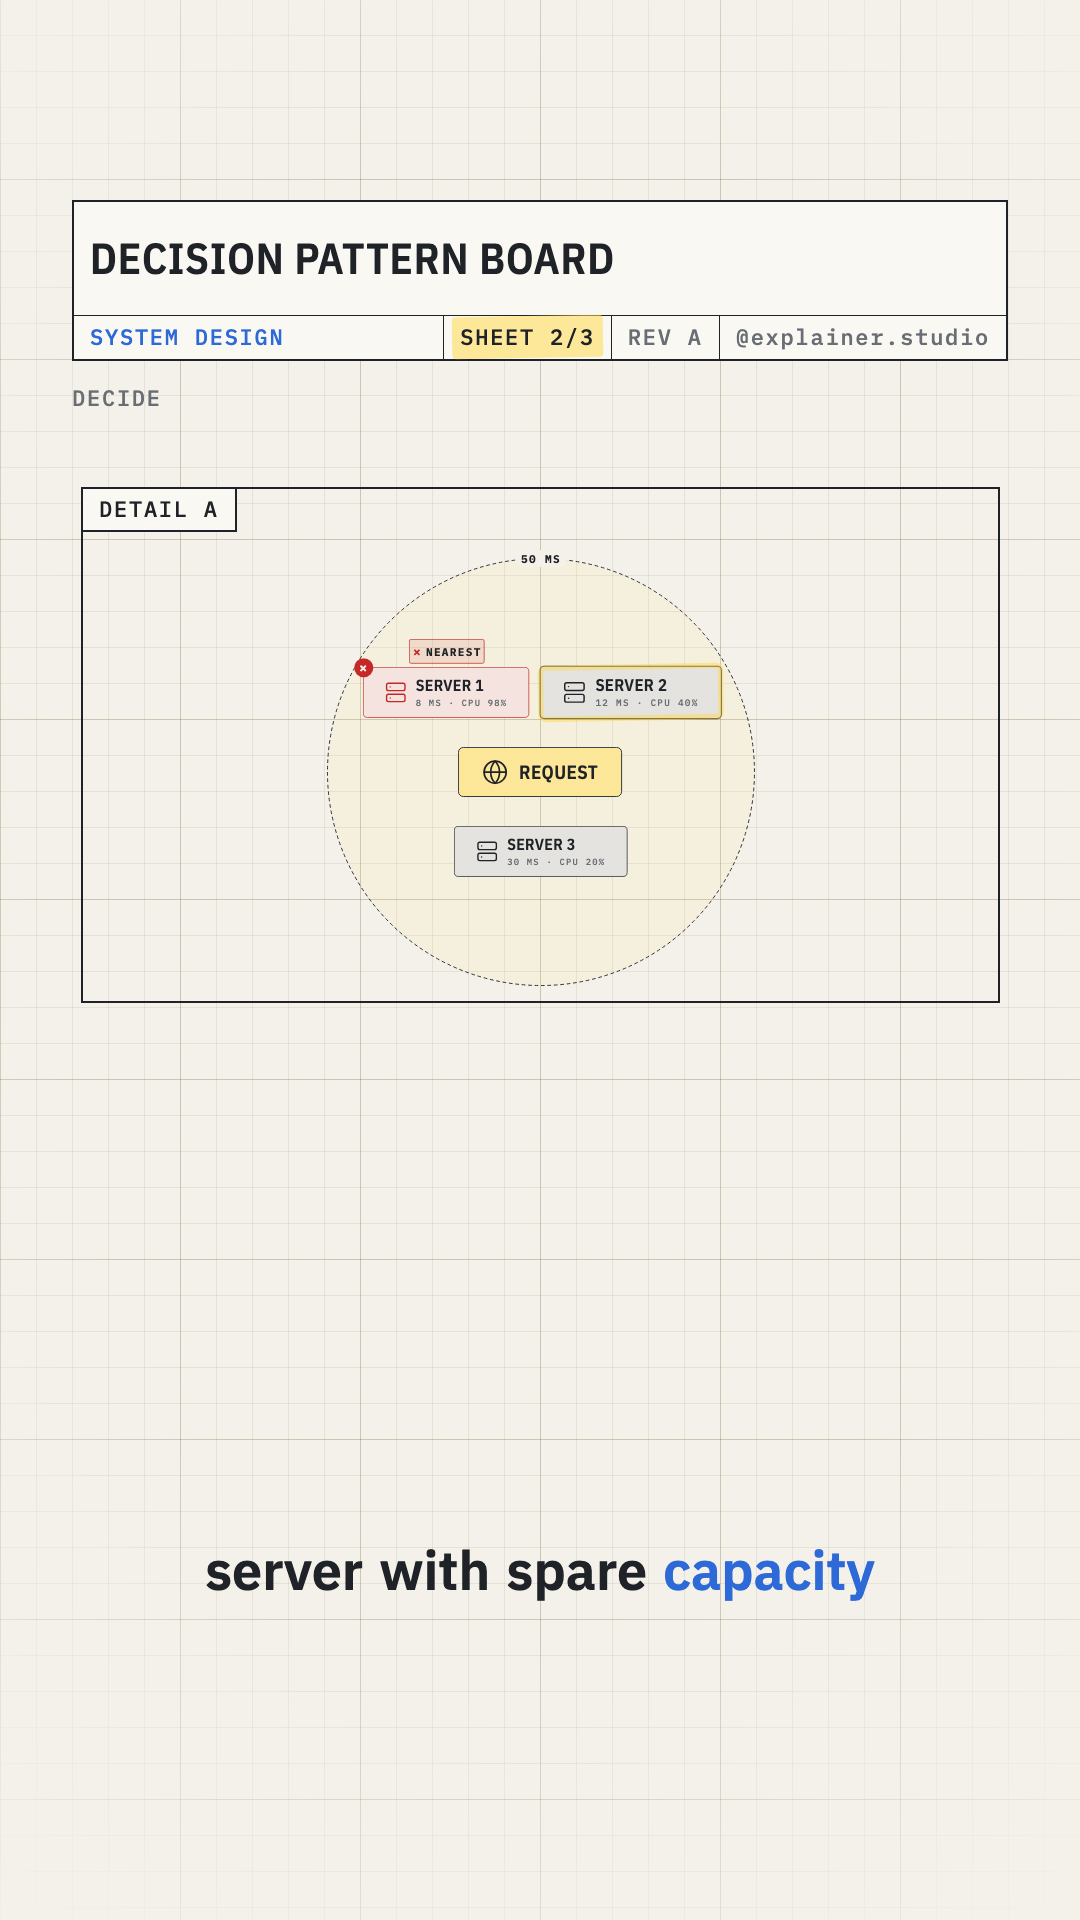 DECISION PATTERN BOARD
SYSTEM DESIGN
SHEET 2/3
REV A
@explainer.studio
DECIDE
DETAIL A
50 MS
× NEAREST
SERVER 1
8 MS · CPU 98%
SERVER 2
12 MS · CPU 40%
REQUEST
SERVER 3
30 MS · CPU 20%
server with spare capacity